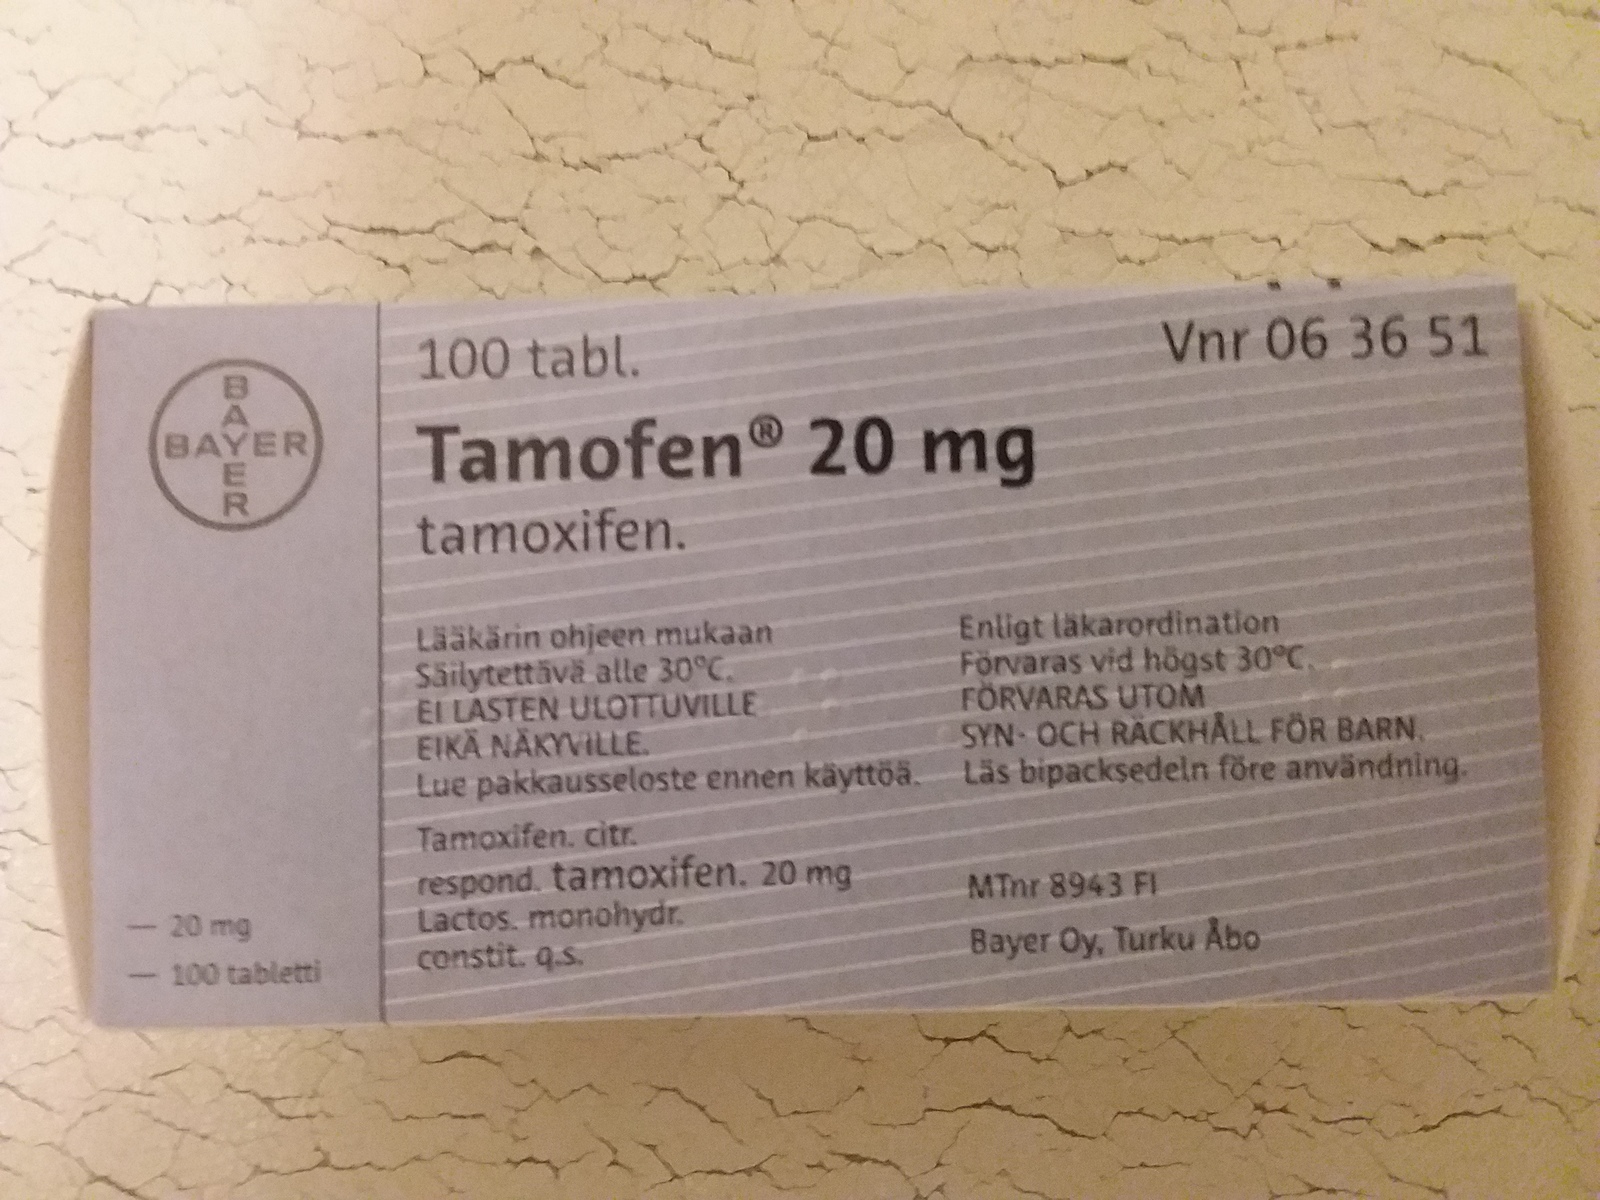 BAYER
BAYER
100 tabl.
Vnr 06 36 51
Tamofen® 20 mg
tamoxifen.
Lääkärin ohjeen mukaan
Säilytettävä alle 30°C.
EI LASTEN ULOTTUVILLE
EIKÄ NÄKYVILLE.
Lue pakkausseloste ennen käyttöä.
Enligt läkarordination
Förvaras vid högst 30°C.
FÖRVARAS UTOM
SYN- OCH RÄCKHÅLL FÖR BARN.
Läs bipacksedeln före användning.
Tamoxifen. citr.
respond. tamoxifen. 20 mg
Lactos. monohydr.
constit. q.s.
MTnr 8943 FI
Bayer Oy, Turku Åbo
— 20 mg
— 100 tabletti